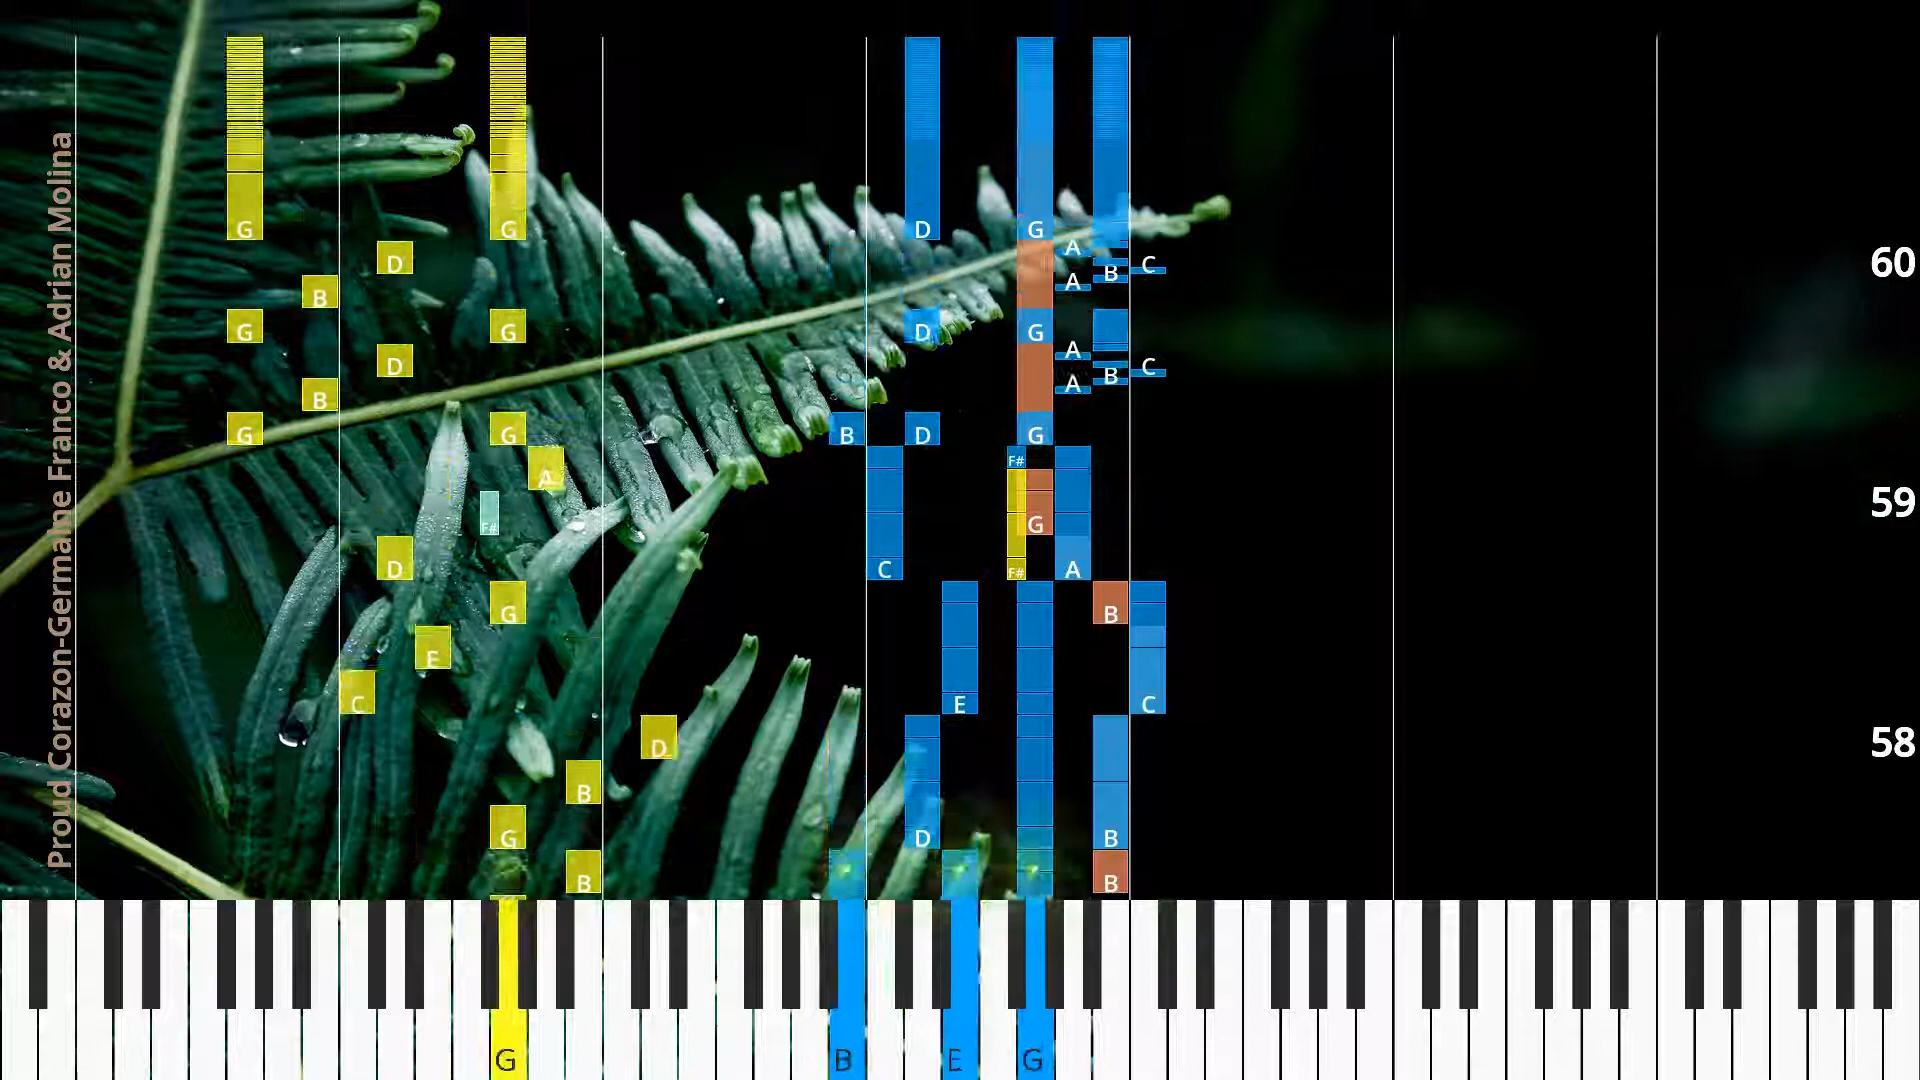 Proud Corazon-Germaine Franco & Adrian Molina
G G D G
A
D B C
B A
60
G G D G
A
D B C
B A
G G B D G
F#
A
59
F# G
D C F# A
G B
E
C E C
D
58
B
G D B
B B
G B E G